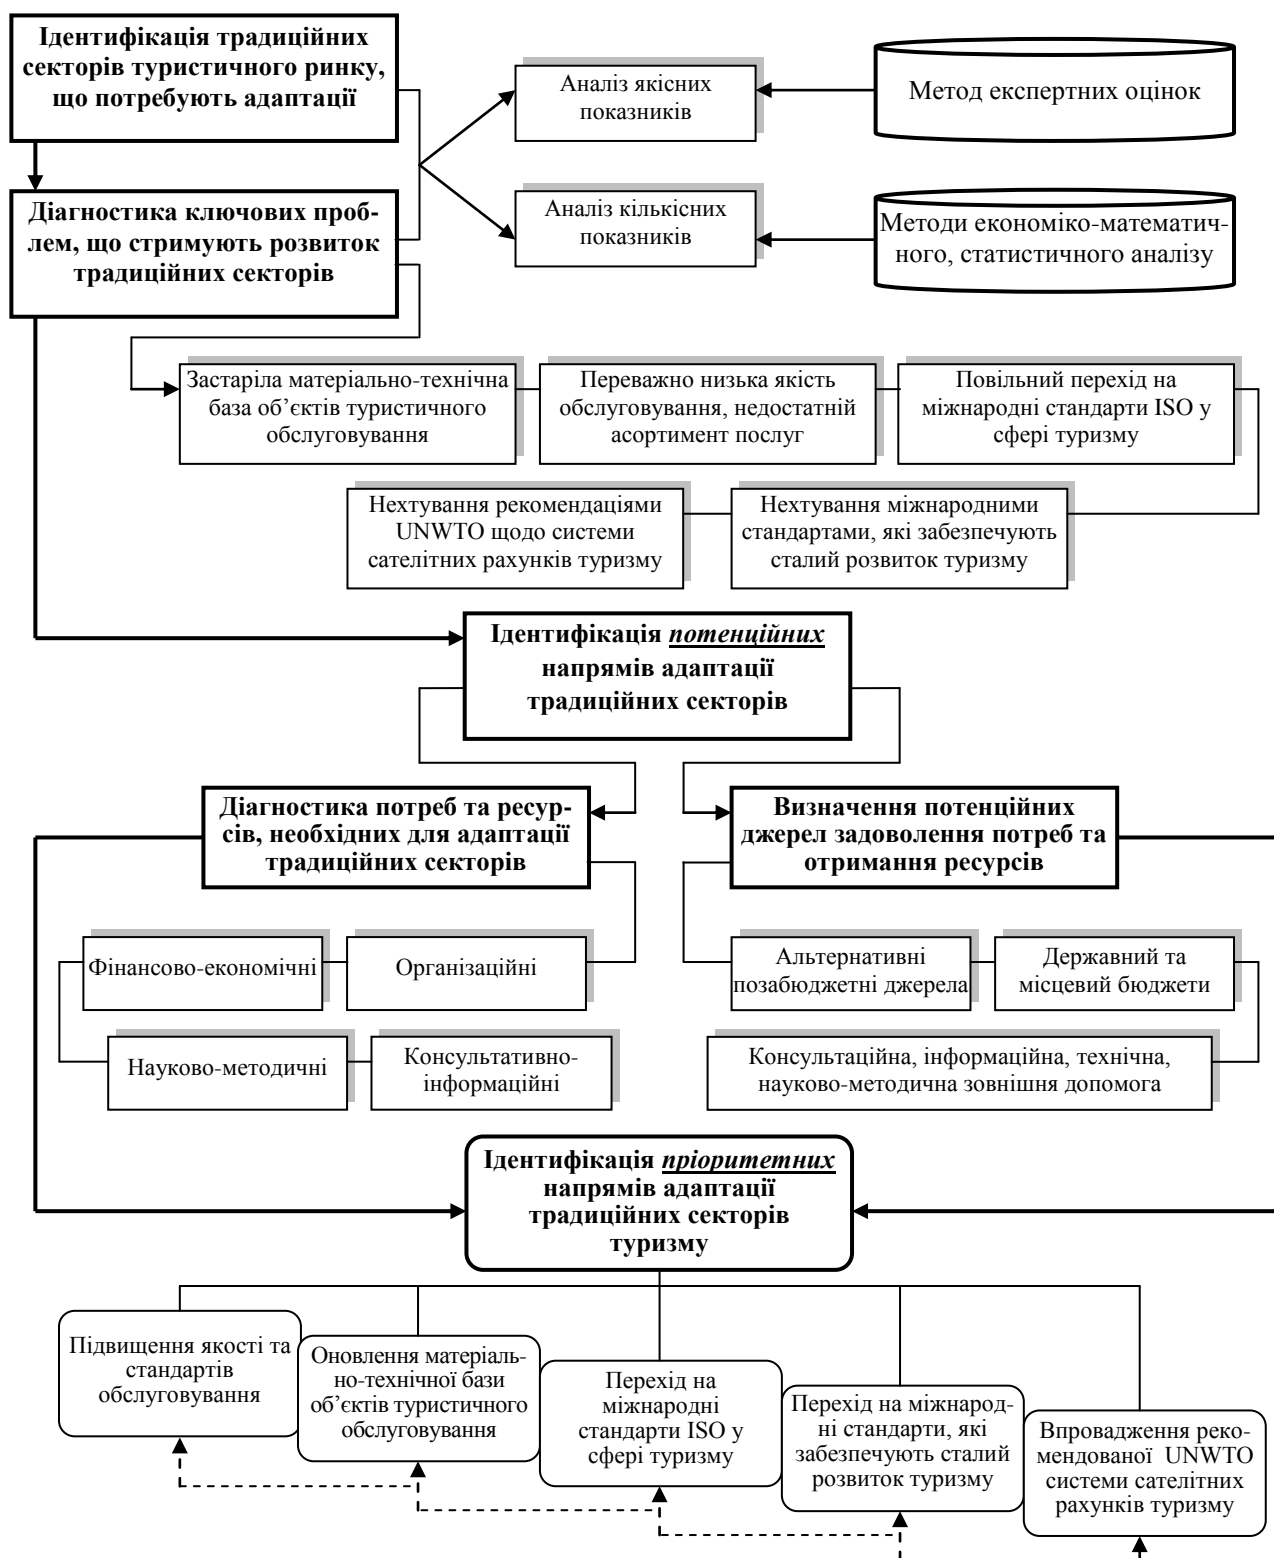 Ідентифікація традиційних
секторів туристичного ринку,
що потребують адаптації
Аналіз якісних
показників
Метод експертних оцінок
Діагностика ключових проб-
лем, що стримують розвиток
традиційних секторів
Аналіз кількісних
показників
Методи економіко-математич-
ного, статистичного аналізу
Застаріла матеріально-технічна
база об’єктів туристичного
обслуговування
Переважно низька якість
обслуговування, недостатній
асортимент послуг
Повільний перехід на
міжнародні стандарти ISO у
сфері туризму
Нехтування рекомендаціями
UNWTO щодо системи
сателітних рахунків туризму
Нехтування міжнародними
стандартами, які забезпечують
сталий розвиток туризму
Ідентифікація потенційних
напрямів адаптації
традиційних секторів
Діагностика потреб та ресур-
сів, необхідних для адаптації
традиційних секторів
Визначення потенційних
джерел задоволення потреб та
отримання ресурсів
Фінансово-економічні
Організаційні
Альтернативні
позабюджетні джерела
Державний та
місцевий бюджети
Науково-методичні
Консультативно-
інформаційні
Консультаційна, інформаційна, технічна,
науково-методична зовнішня допомога
Ідентифікація пріоритетних
напрямів адаптації
традиційних секторів
туризму
Підвищення якості та
стандартів
обслуговування
Оновлення матеріаль-
но-технічної бази
об’єктів туристичного
обслуговування
Перехід на
міжнародні
стандарти ISO у
сфері туризму
Перехід на міжнарод-
ні стандарти, які
забезпечують сталий
розвиток туризму
Впровадження реко-
мендованої UNWTO
системи сателітних
рахунків туризму